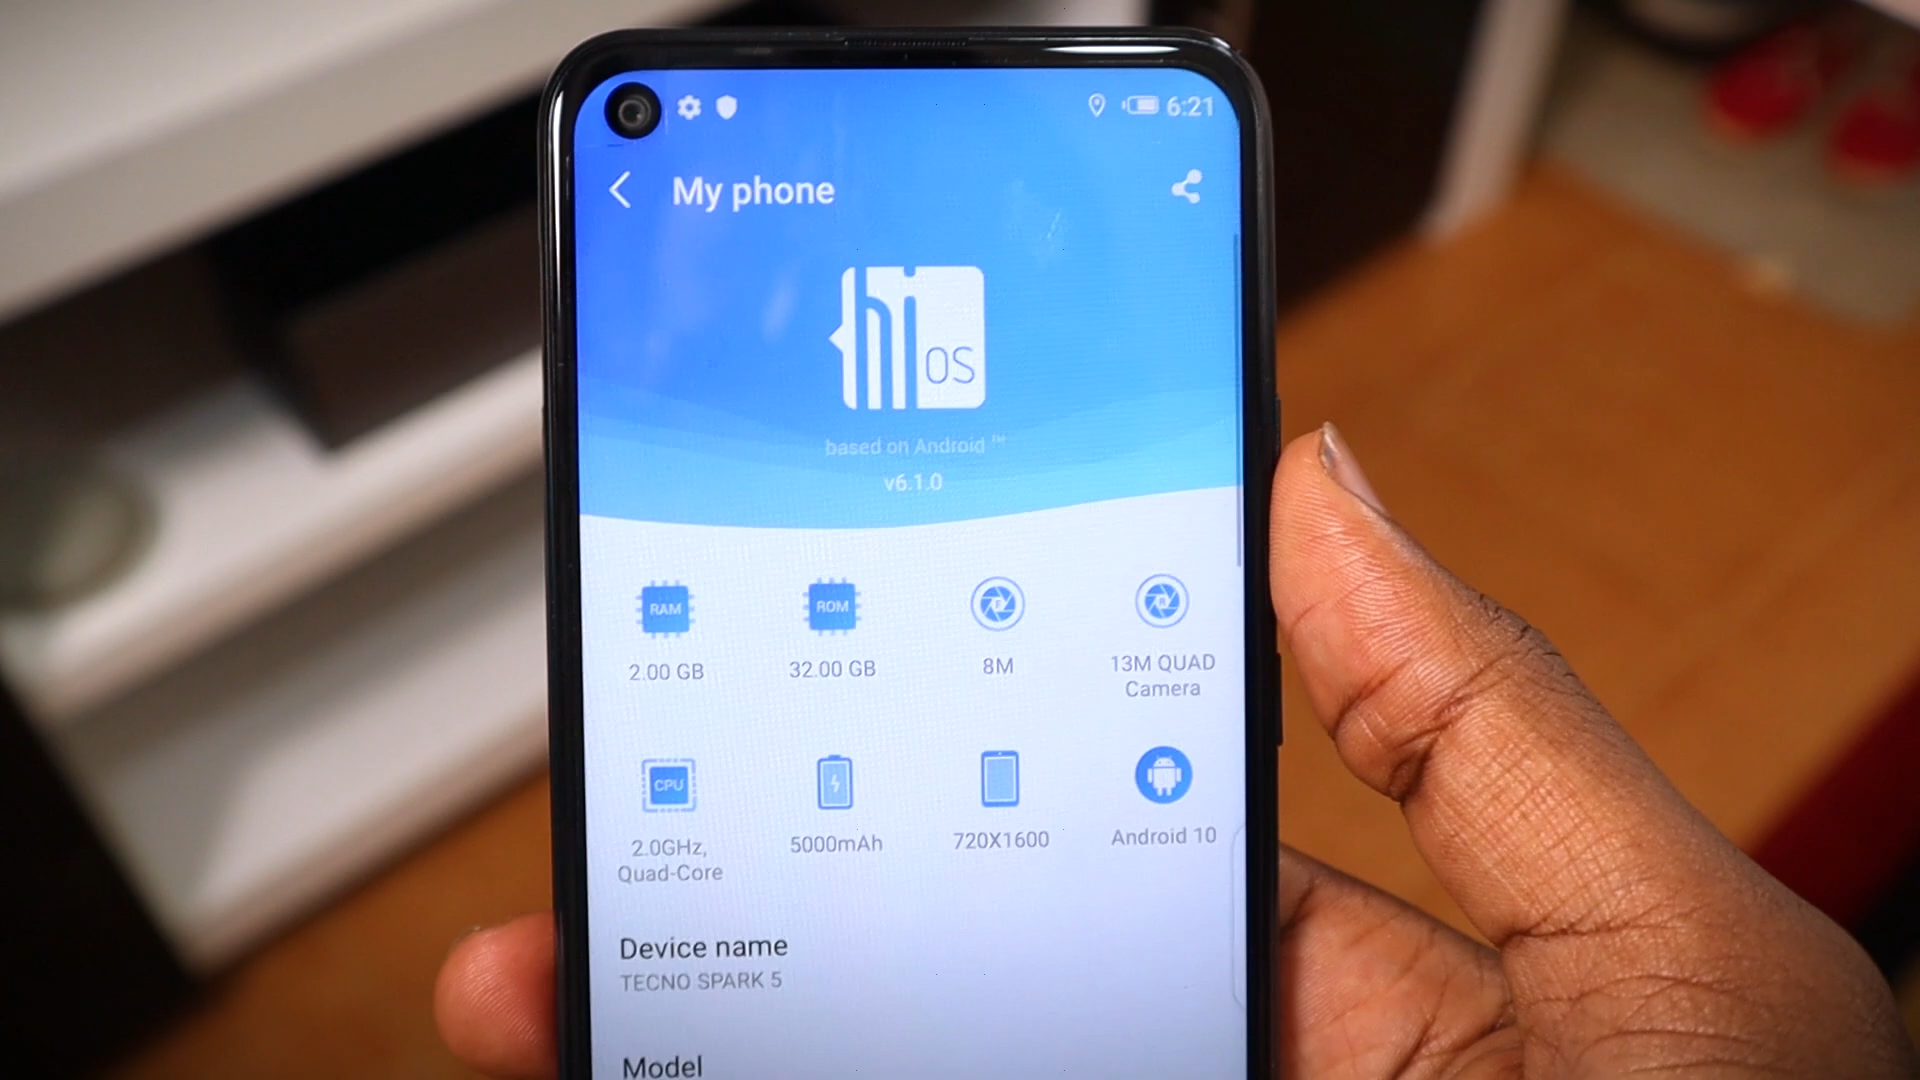 6:21
My phone
hi OS
based on Android ™
v6.1.0
RAM
ROM
2.00 GB
32.00 GB
8M
13M QUAD
Camera
CPU
2.0GHz,
Quad-Core
5000mAh
720X1600
Android 10
Device name
TECNO SPARK 5
Model